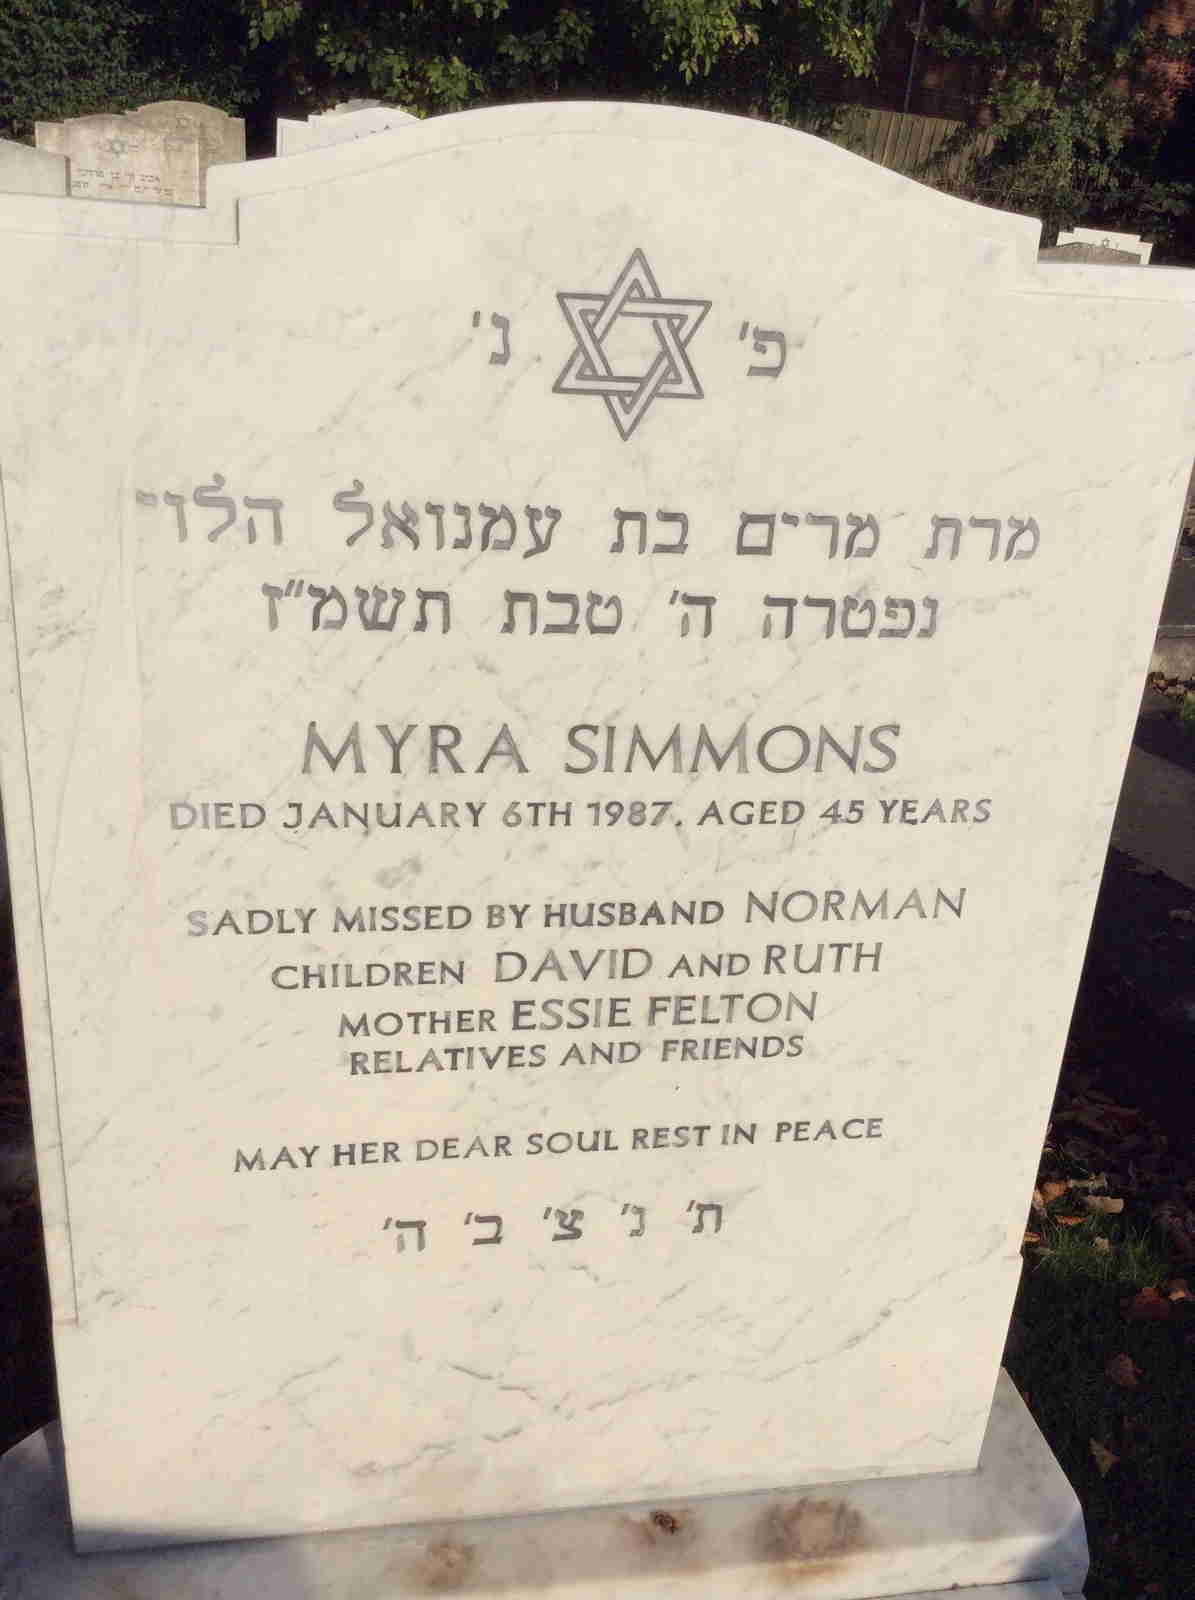 פ' נ'
מרת מרים בת עמנואל הלוי
נפטרה ה' טבת תשמ"ז
MYRA SIMMONS
DIED JANUARY 6TH 1987. AGED 45 YEARS
SADLY MISSED BY HUSBAND NORMAN
CHILDREN DAVID AND RUTH
MOTHER ESSIE FELTON
RELATIVES AND FRIENDS
MAY HER DEAR SOUL REST IN PEACE
ת' נ' צ' ב' ה'